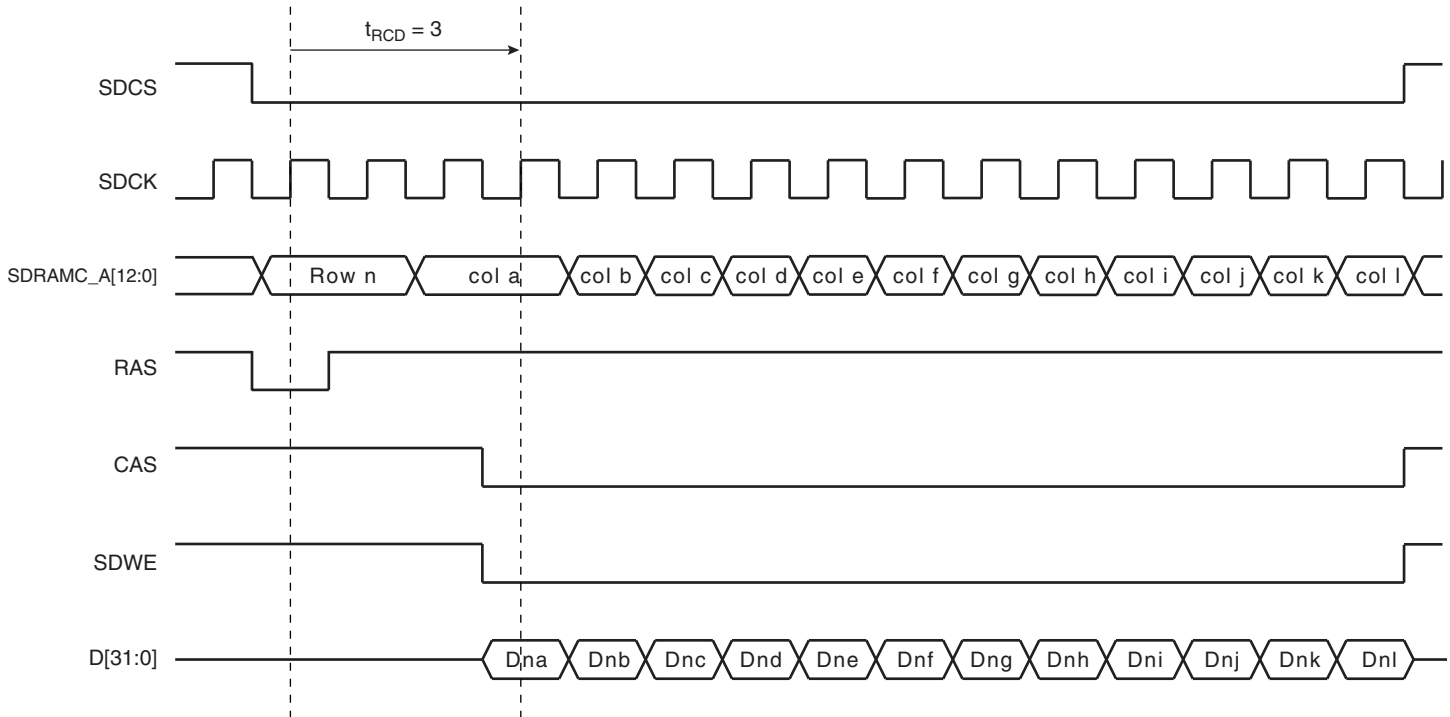 t_RCD = 3
SDCS
SDCK
SDRAMC_A[12:0] Row n col a col b col c col d col e col f col g col h col i col j col k col l
RAS
CAS
SDWE
D[31:0] Dna Dnb Dnc Dnd Dne Dnf Dng Dnh Dni Dnj Dnk Dnl